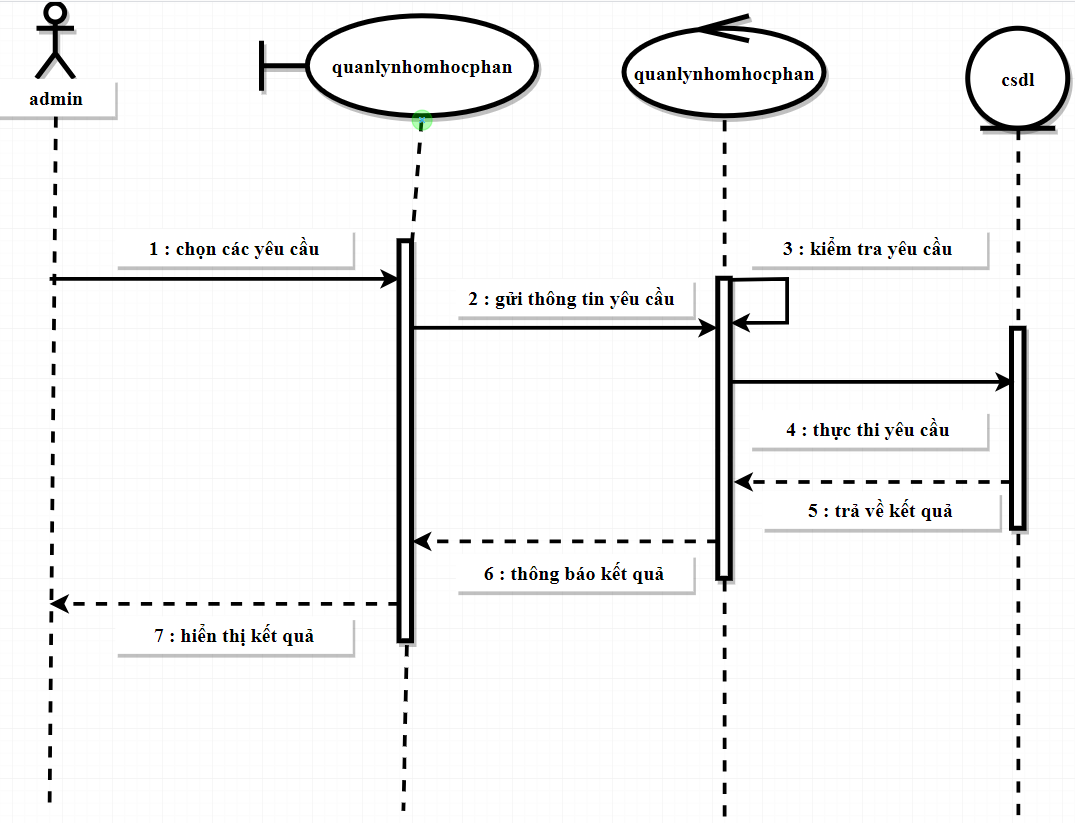 admin
quanlynhomhocphan
quanlynhomhocphan
csdl
1 : chọn các yêu cầu
3 : kiểm tra yêu cầu
2 : gửi thông tin yêu cầu
4 : thực thi yêu cầu
5 : trả về kết quả
6 : thông báo kết quả
7 : hiển thị kết quả